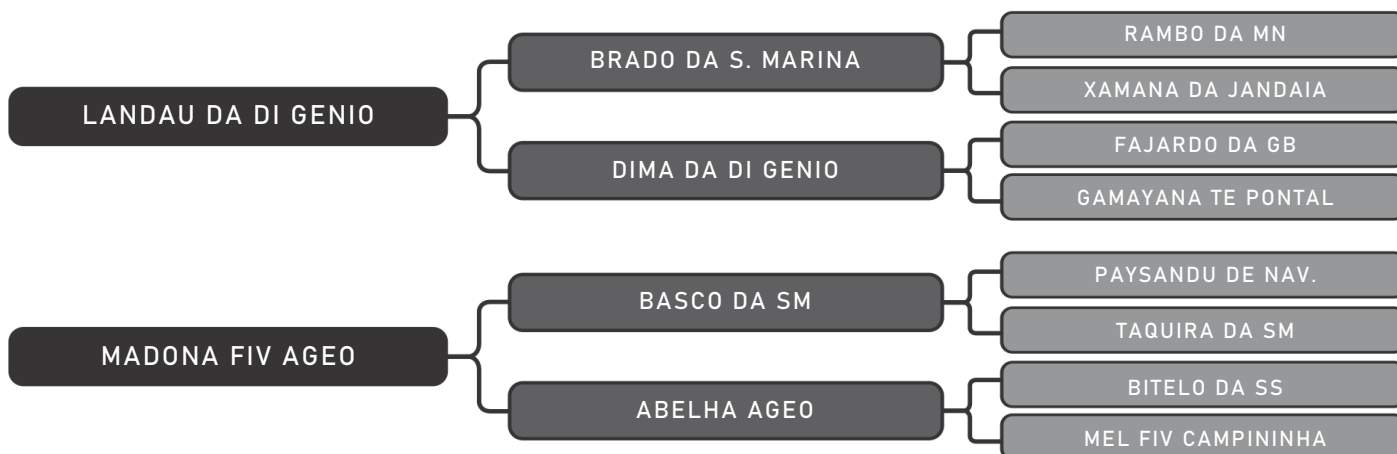 LANDAU DA DI GENIO
BRADO DA S. MARINA
RAMBO DA MN
XAMANA DA JANDAIA
DIMA DA DI GENIO
FAJARDO DA GB
GAMAYANA TE PONTAL
MADONA FIV AGEO
BASCO DA SM
PAYSANDU DE NAV.
TAQUIRA DA SM
ABELHA AGEO
BITELO DA SS
MEL FIV CAMPININHA